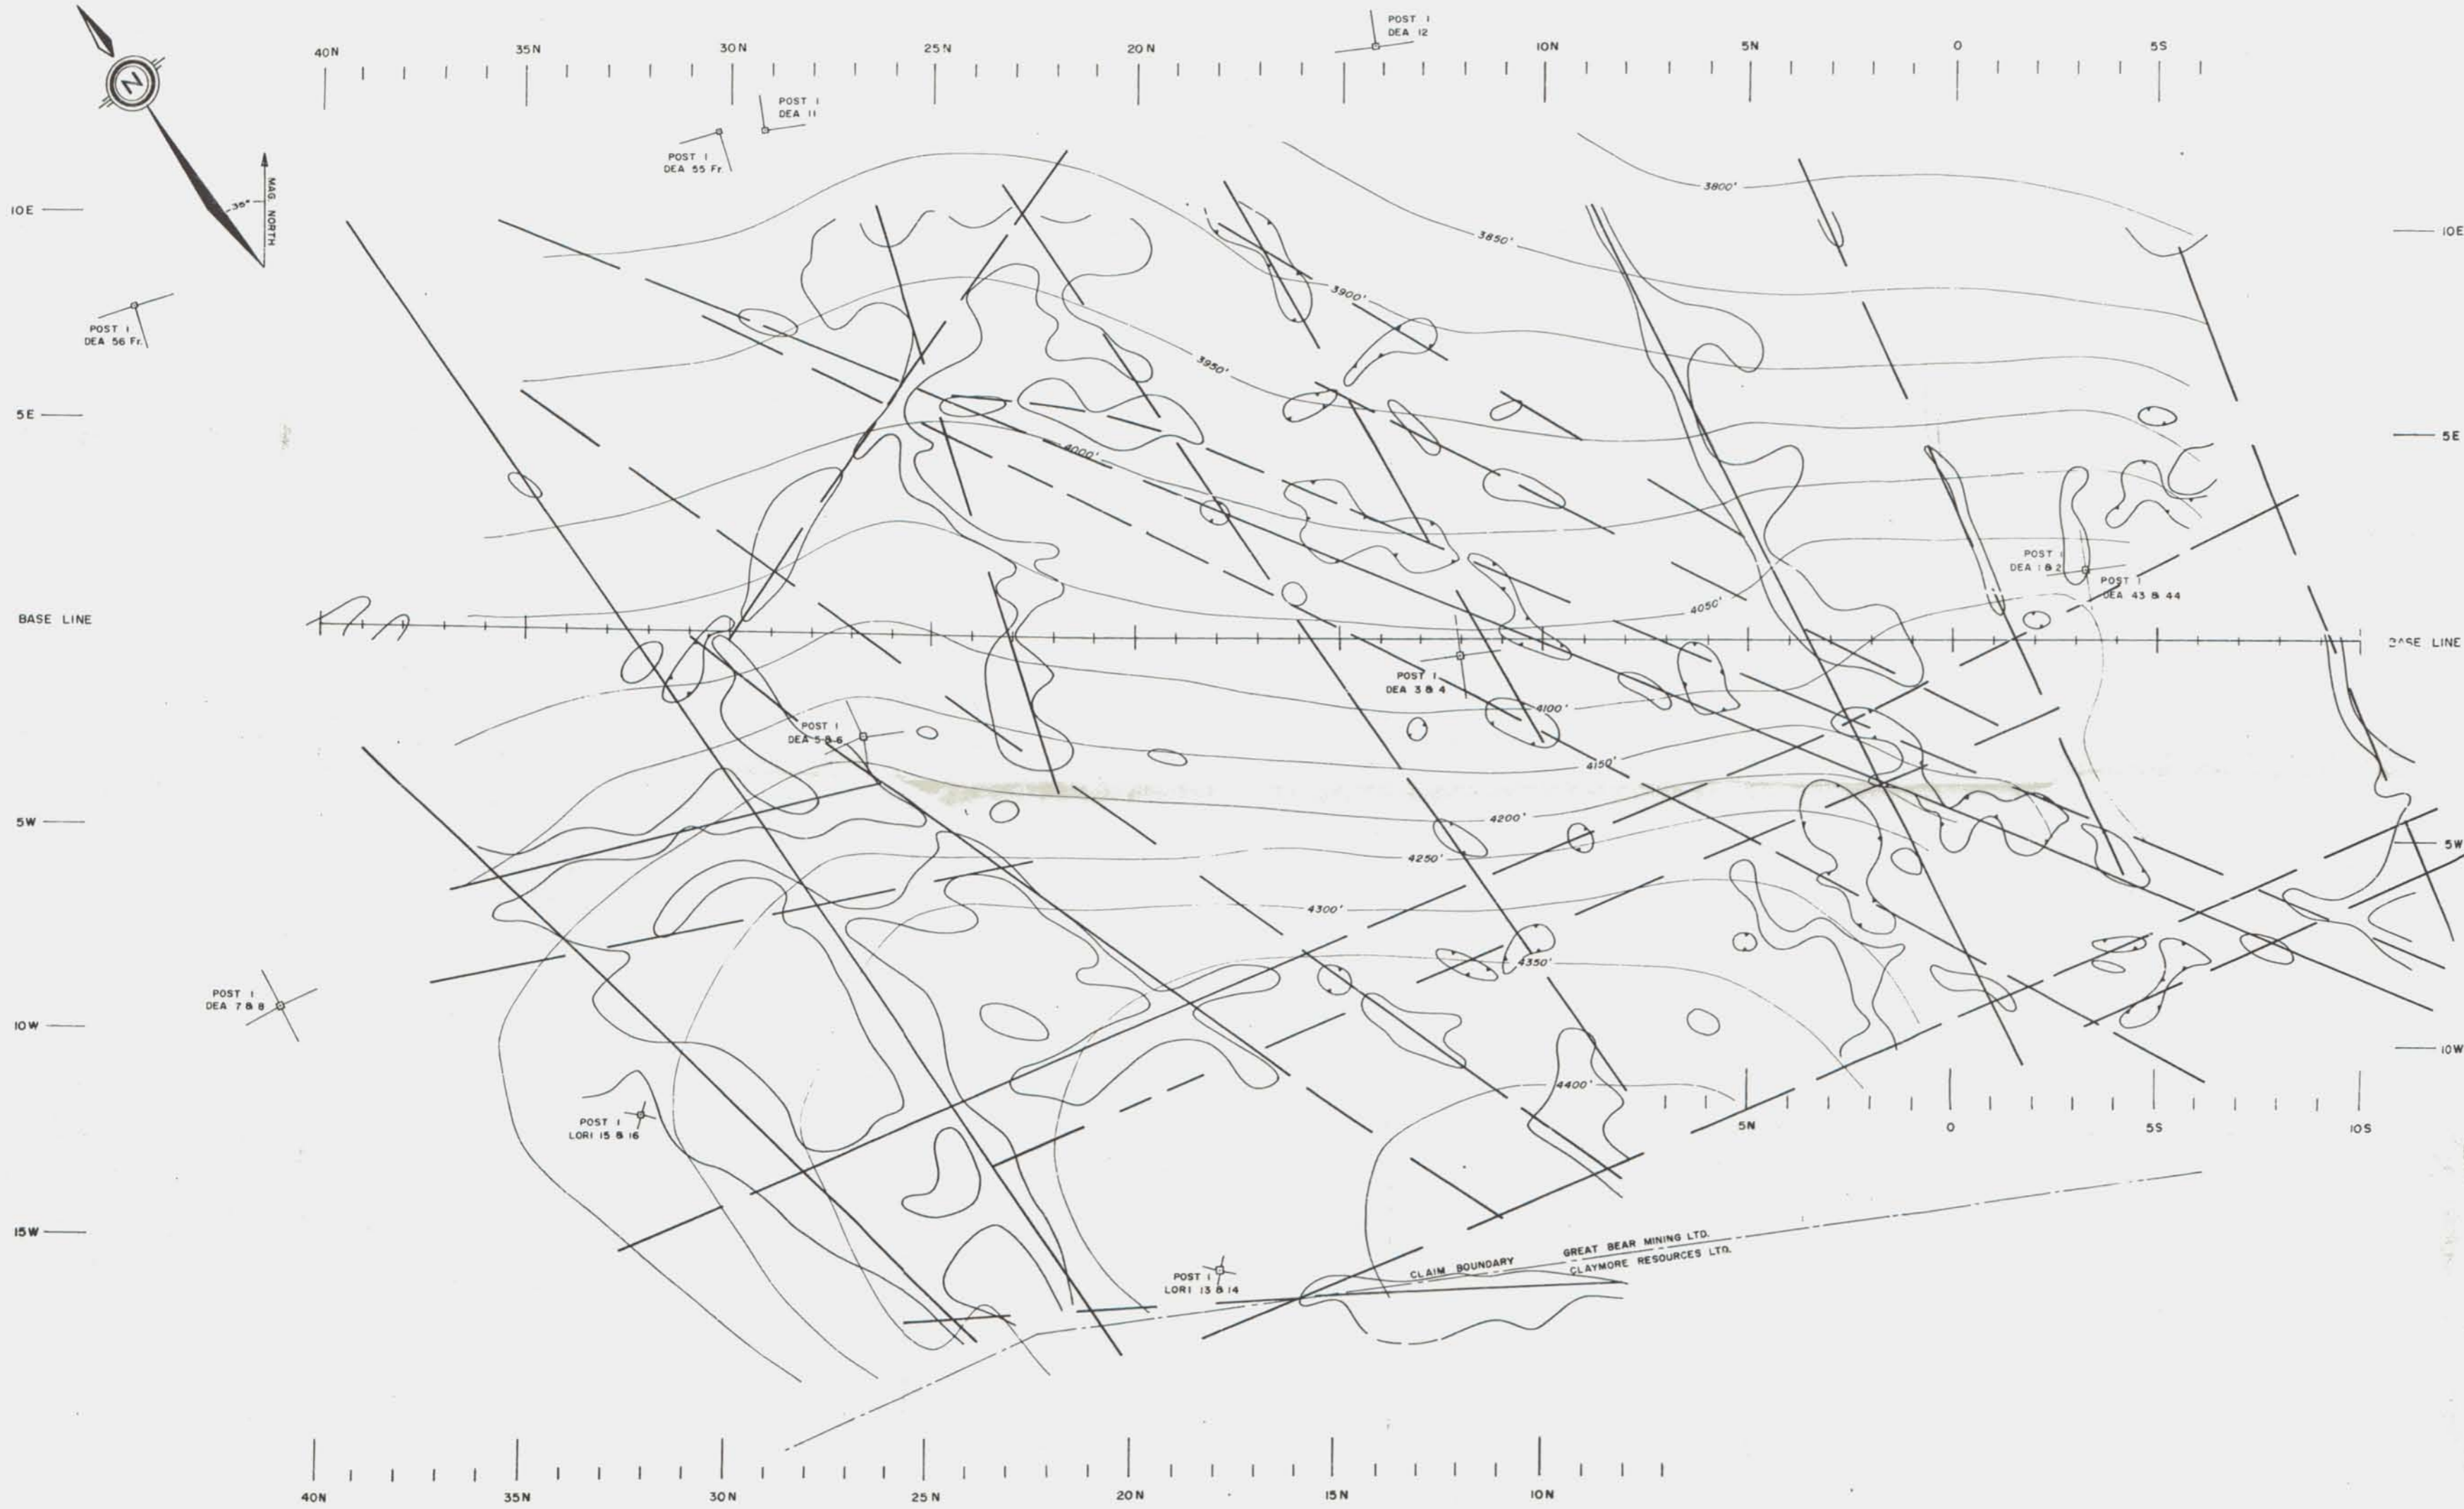 POST 1
DEA 12
40N
35N
30N
25N
20N
10N
5N
0
5S
N
POST 1
DEA 11
POST 1
DEA 55 Fr.
35°
MAG. NORTH
3800'
10E
10E
3850'
3900'
POST 1
DEA 56 Fr.
3950'
5E
5E
4000'
POST 1
DEA 1 & 2
POST 1
DEA 43 & 44
4050'
BASE LINE
BASE LINE
POST 1
DEA 3 & 4
4100'
POST 1
DEA 5 & 6
4150'
4200'
5W
5W
4250'
4300'
4350'
POST 1
DEA 7 & 8
10W
10W
4400'
POST 1
LORI 15 & 16
5N
0
5S
10S
15W
GREAT BEAR MINING LTD.
CLAIM BOUNDARY
CLAYMORE RESOURCES LTD.
POST 1
LORI 13 & 14
40N
35N
30N
25N
20N
15N
10N